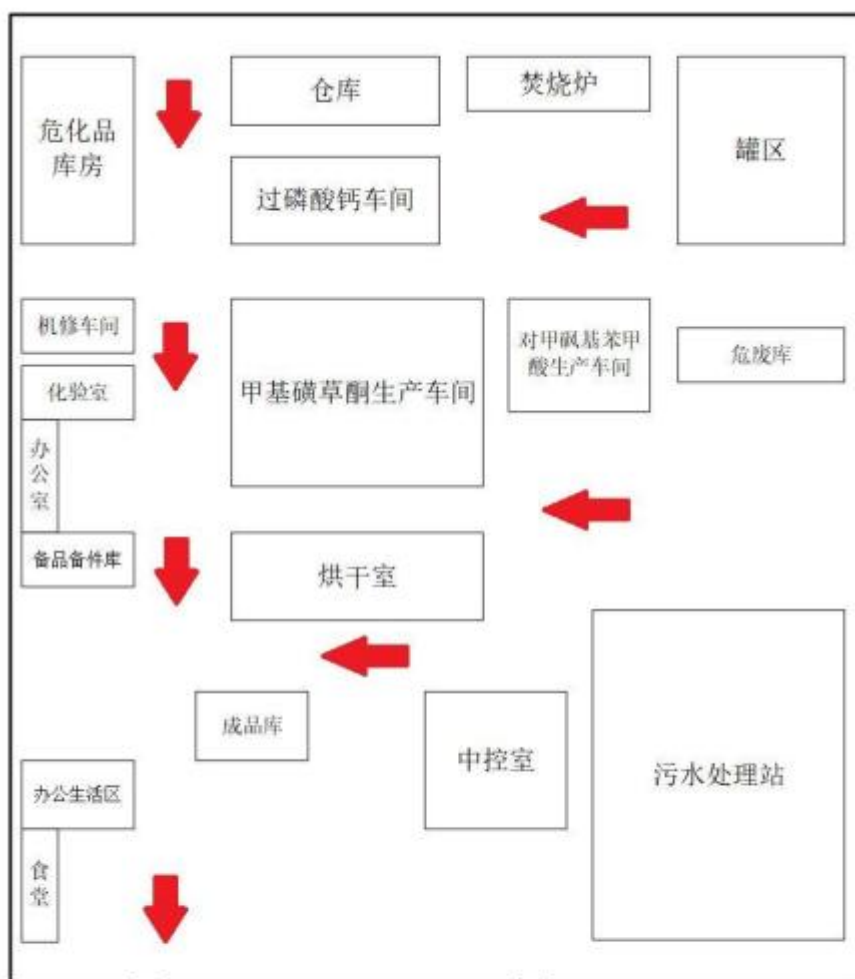 危化品
库房
仓库
焚烧炉
罐区
过磷酸钙车间
机修车间
甲基磺草酮生产车间
对甲砜基苯甲
酸生产车间
危废库
化验室
办
公
室
备品备件库
烘干室
成品库
中控室
污水处理站
办公生活区
食
堂